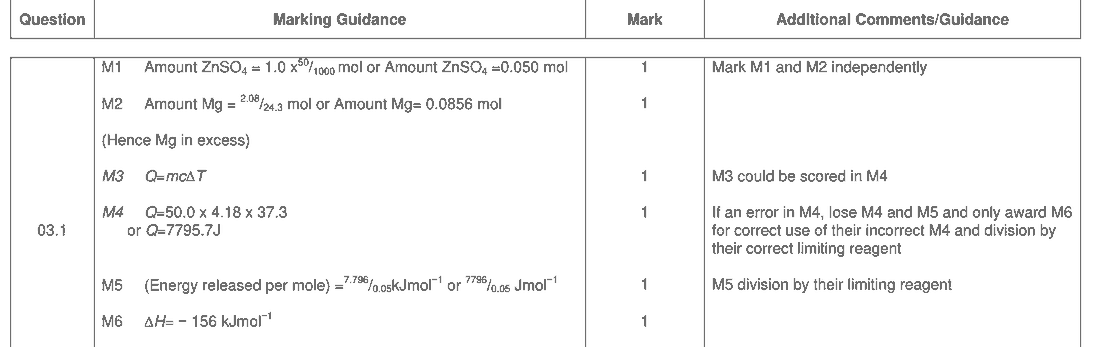 Question Marking Guidance Mark Additional Comments/Guidance
M1 Amount ZnSO₄ = 1.0 x⁵⁰/₁₀₀₀ mol or Amount ZnSO₄ =0.050 mol 1 Mark M1 and M2 independently
M2 Amount Mg = ²·⁰⁸/₂₄.₃ mol or Amount Mg= 0.0856 mol 1
(Hence Mg in excess)
M3 Q=mcΔT 1 M3 could be scored in M4
M4 Q=50.0 x 4.18 x 37.3 1 If an error in M4, lose M4 and M5 and only award M6
03.1 or Q=7795.7J for correct use of their incorrect M4 and division by
their correct limiting reagent
M5 (Energy released per mole) =⁷·⁷⁹⁶/₀.₀₅kJmol⁻¹ or ⁷⁷⁹⁶/₀.₀₅ Jmol⁻¹ 1 M5 division by their limiting reagent
M6 ΔH= − 156 kJmol⁻¹ 1